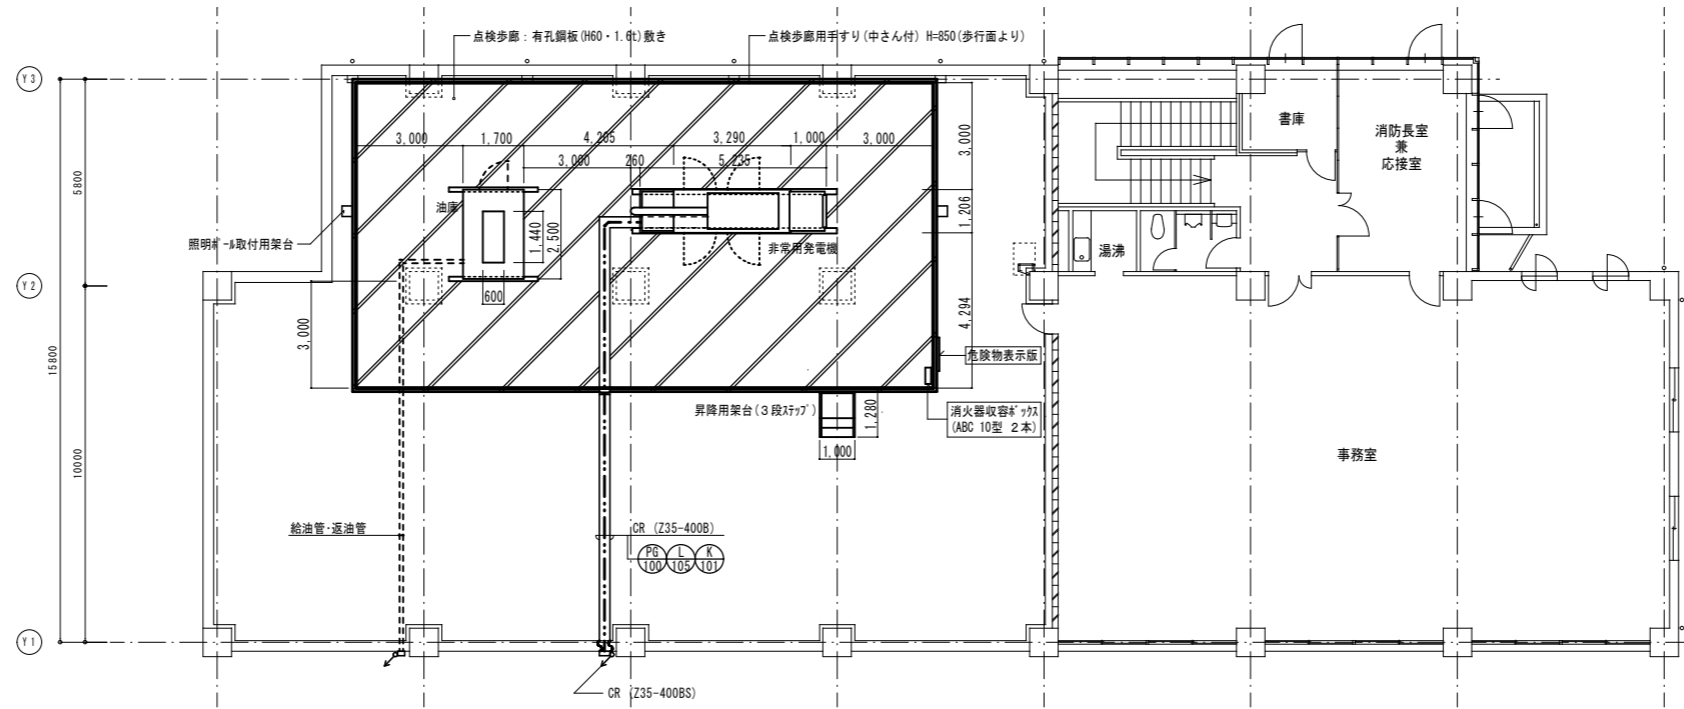 点検歩廊：有孔鋼板(H60・1.6t)敷き
点検歩廊用手すり(中さん付) H=850(歩行面より)
Y3
Y2
Y1
5800
15800
10000
3,000
1,700
4,205
3,290
1,000
3,000
3,000
260
5,235
3,000
1,206
4,294
油庫
1,440
2,500
600
3,000
照明ﾎﾟｰﾙ取付用架台
非常用発電機
書庫
消防長室
兼
応接室
湯沸
危険物表示版
昇降用架台(３段ｽﾃｯﾌﾟ)
1,280
1,000
消火器収容ﾎﾞｯｸｽ
(ABC 10型 ２本)
事務室
給油管・返油管
CR (Z35-400B)
PG
100
L
105
K
101
CR (Z35-400BS)